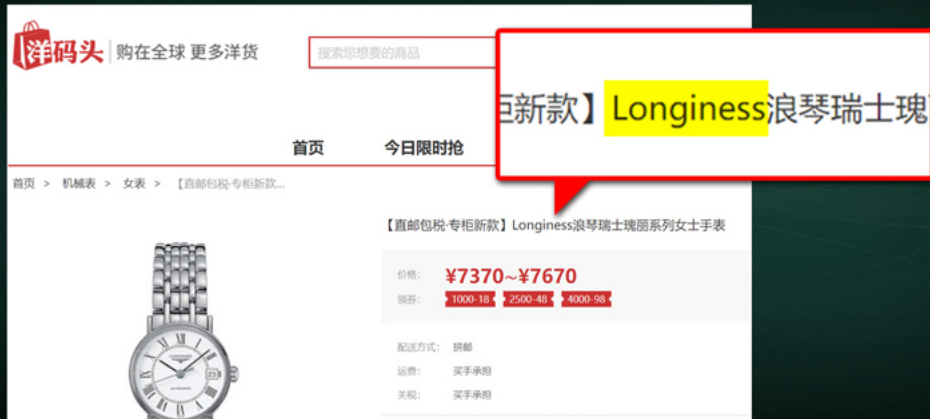 洋码头 购在全球 更多洋货
搜索您想要的商品
新款】Longiness浪琴瑞士瑰
首页 今日限时抢
首页 > 机械表 > 女表 > 【直邮包税·专柜新款...
【直邮包税·专柜新款】Longiness浪琴瑞士瑰丽系列女士手表
价格: ¥7370~¥7670
领券: 1000-18 2500-48 4000-98
配送方式: 拼邮
运费: 买手承担
关税: 买手承担
LONGINES
23